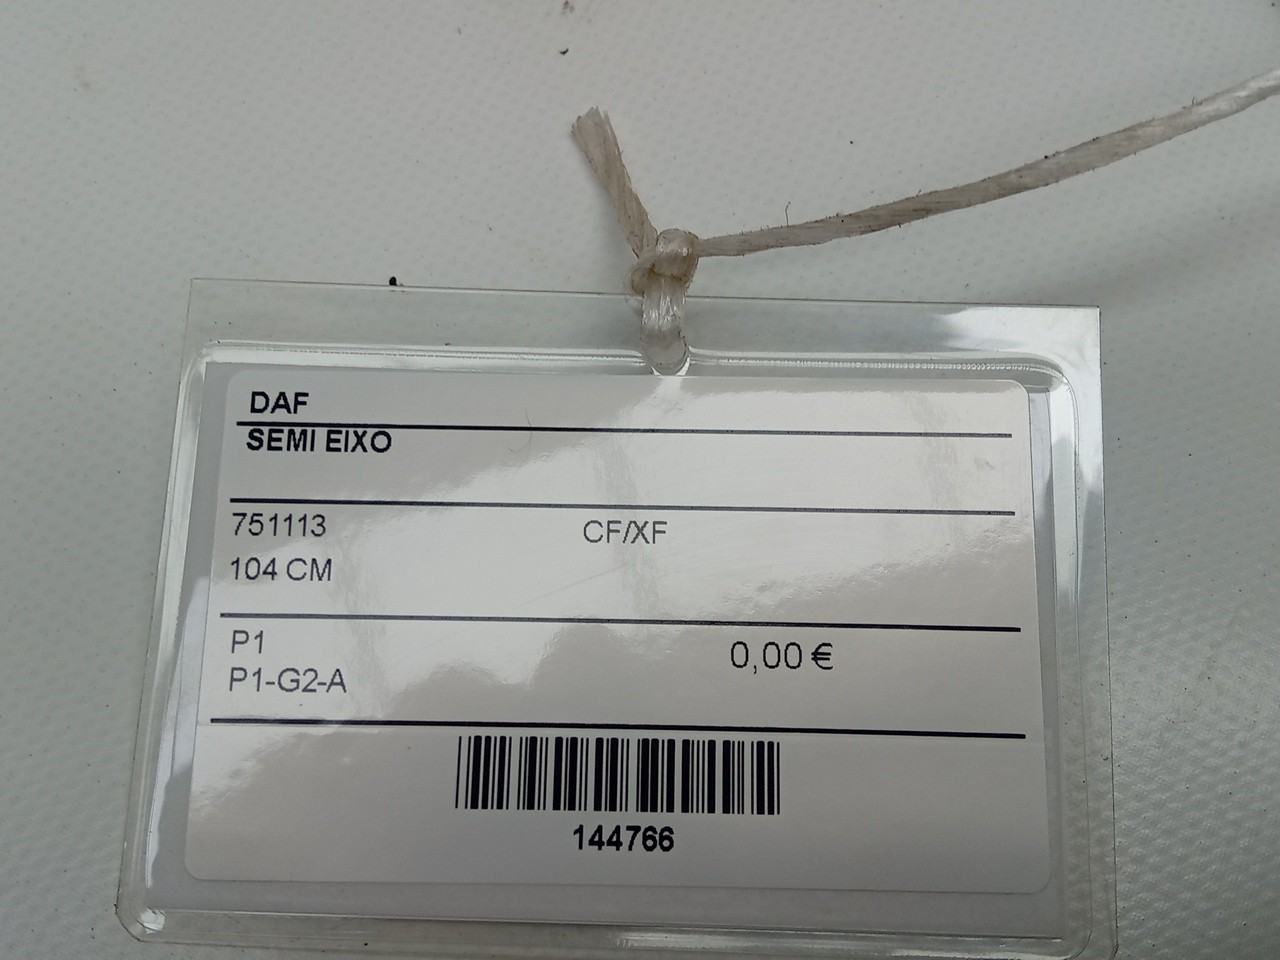 DAF
SEMI EIXO
751113 CF/XF
104 CM
P1 0,00 €
P1-G2-A
144766